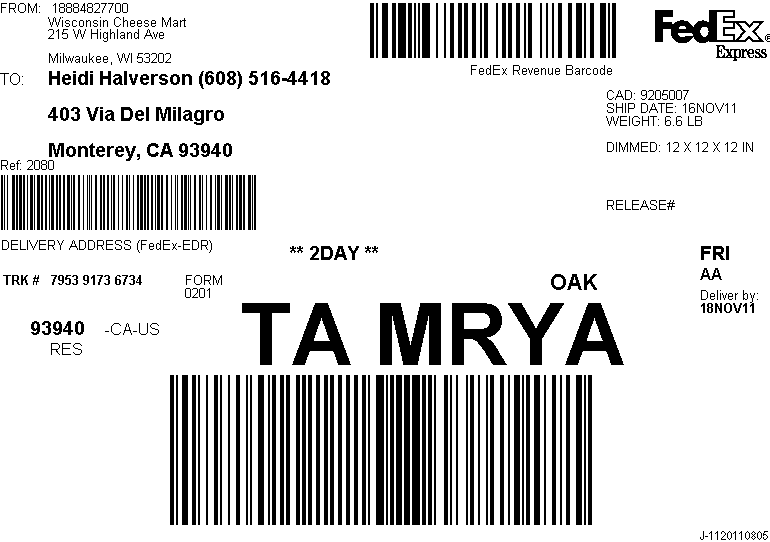 FROM: 18884827700
Wisconsin Cheese Mart
215 W Highland Ave
Milwaukee, WI 53202
TO: Heidi Halverson (608) 516-4418
403 Via Del Milagro
Monterey, CA 93940
Ref: 2080
FedEx Revenue Barcode
FedEx®
Express
CAD: 9205007
SHIP DATE: 16NOV11
WEIGHT: 6.6 LB
DIMMED: 12 X 12 X 12 IN
RELEASE#
DELIVERY ADDRESS (FedEx-EDR)
** 2DAY **
FRI
AA
Deliver by:
18NOV11
TRK # 7953 9173 6734
FORM
0201
OAK
93940 -CA-US
RES
TA MRYA
J-1120110805